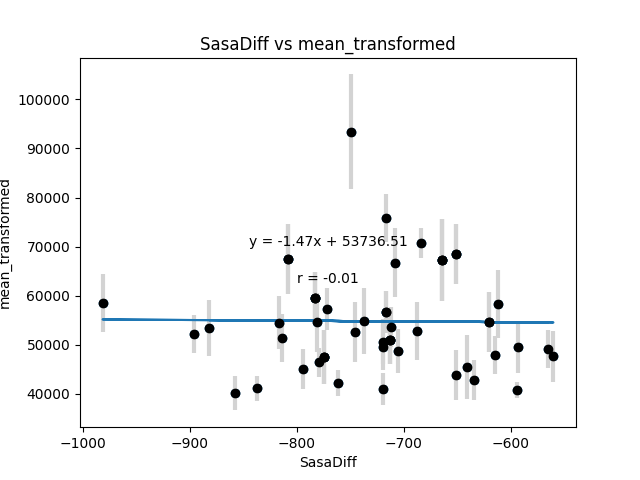 SasaDiff vs mean_transformed
100000
90000
80000
70000
60000
50000
40000
mean_transformed
y = -1.47x + 53736.51
r = -0.01
−1000
−900
−800
−700
−600
SasaDiff